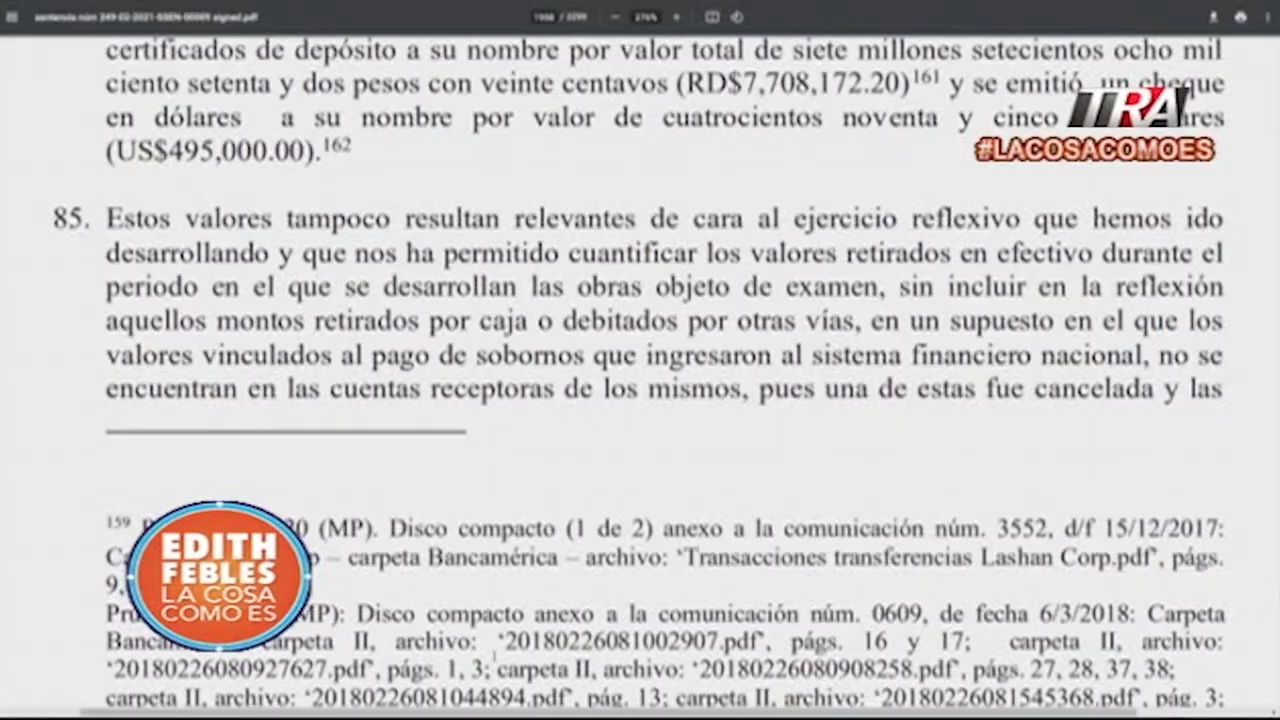 sentencia núm 249-02-2021-SSEN-00009 signed.pdf
/ 3299
certificados de depósito a su nombre por valor total de siete millones setecientos ocho mil
ciento setenta y dos pesos con veinte centavos (RD$7,708,172.20)161 y se emitió un cheque
en dólares a su nombre por valor de cuatrocientos noventa y cinco
(US$495,000.00).162
TRA
#LACOSACOMOES
85. Estos valores tampoco resultan relevantes de cara al ejercicio reflexivo que hemos ido
desarrollando y que nos ha permitido cuantificar los valores retirados en efectivo durante el
periodo en el que se desarrollan las obras objeto de examen, sin incluir en la reflexión
aquellos montos retirados por caja o debitados por otras vías, en un supuesto en el que los
valores vinculados al pago de sobornos que ingresaron al sistema financiero nacional, no se
encuentran en las cuentas receptoras de los mismos, pues una de estas fue cancelada y las
159 (MP). Disco compacto (1 de 2) anexo a la comunicación núm. 3552, d/f 15/12/2017:
– carpeta Bancamérica – archivo: ‘Transacciones transferencias Lashan Corp.pdf’, págs.
9,
(MP): Disco compacto anexo a la comunicación núm. 0609, de fecha 6/3/2018: Carpeta
carpeta II, archivo: ‘20180226081002907.pdf’, págs. 16 y 17; carpeta II, archivo:
‘20180226080927627.pdf’, págs. 1, 3; carpeta II, archivo: ‘20180226080908258.pdf’, págs. 27, 28, 37, 38;
carpeta II, archivo: ‘20180226081044894.pdf’, pág. 13; carpeta II, archivo: ‘20180226081545368.pdf’, pág. 3;
EDITH
FEBLES
LA COSA
COMO ES